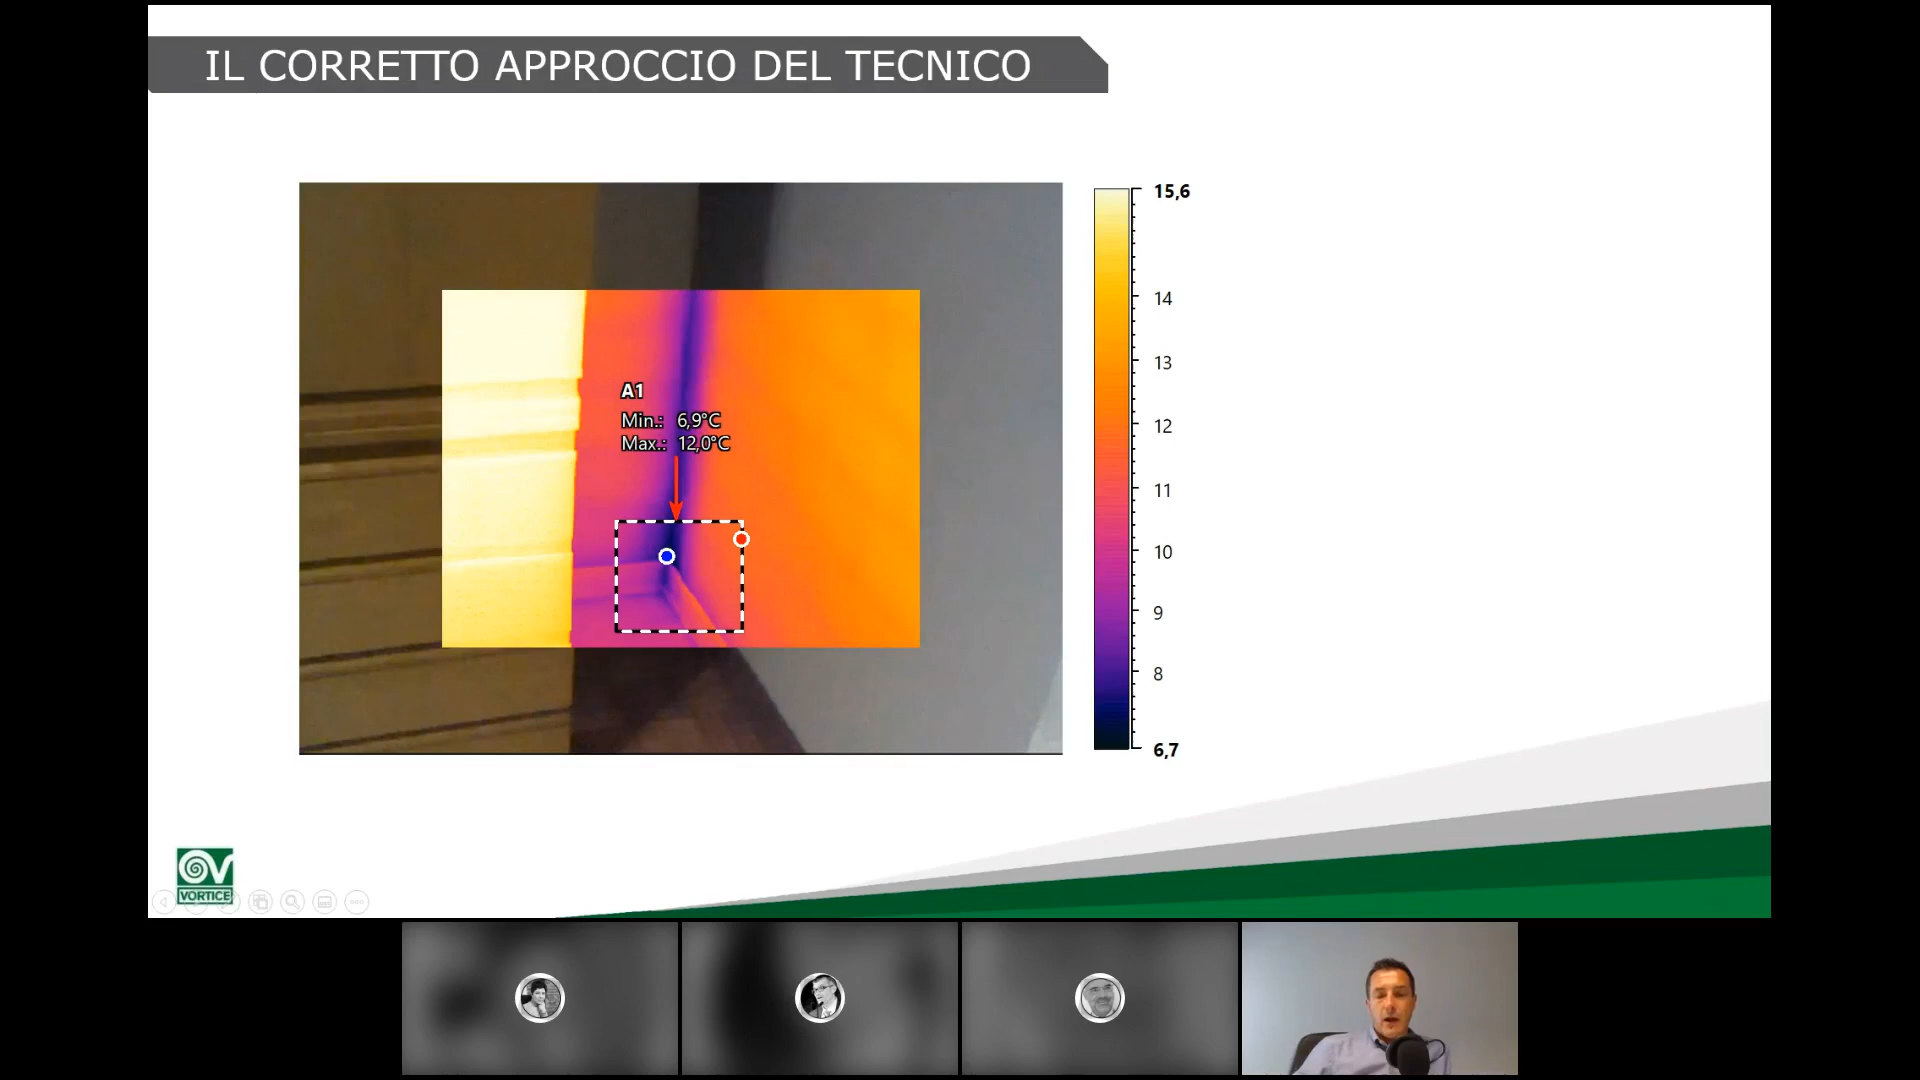 IL CORRETTO APPROCCIO DEL TECNICO
15,6
14
13
12
11
10
9
8
6,7
A1
Min.: 6,9°C
Max.: 12,0°C
VORTICE